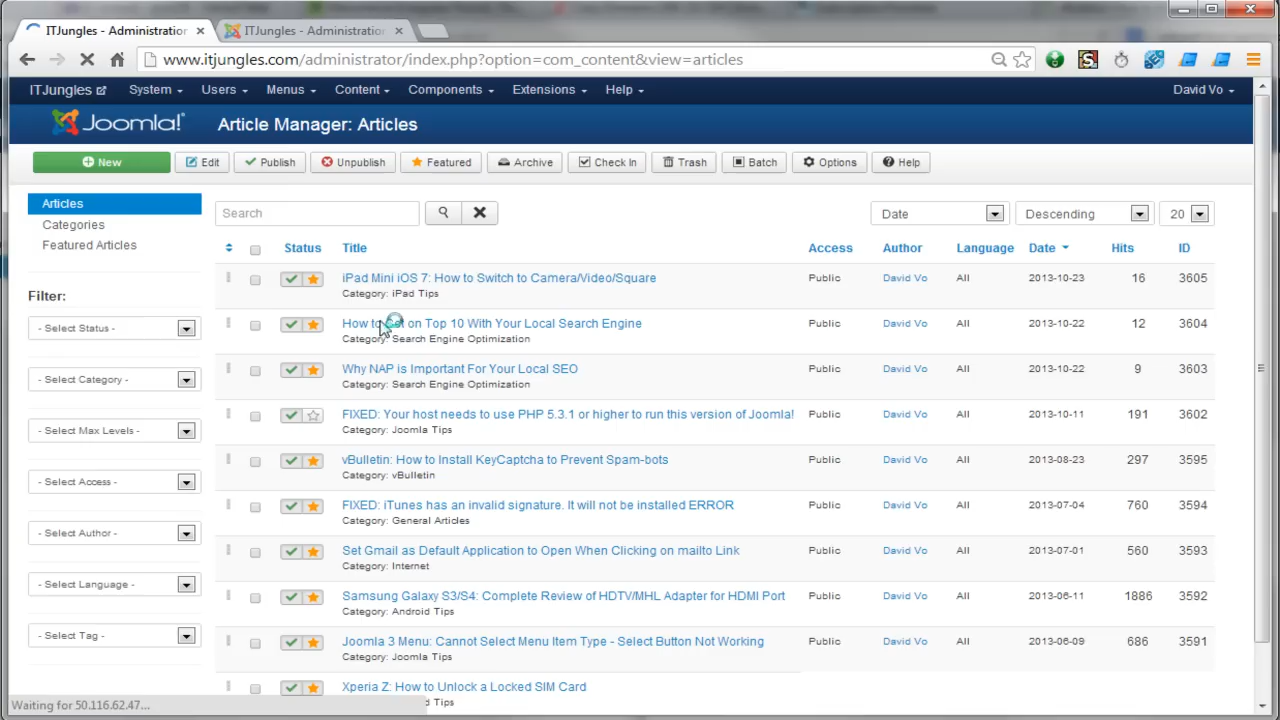 ITJungles - Administration
ITJungles - Administration
www.itjungles.com/administrator/index.php?option=com_content&view=articles
ITJungles System Users Menus Content Components Extensions Help David Vo
Joomla! Article Manager: Articles
New Edit Publish Unpublish Featured Archive Check In Trash Batch Options Help
Articles
Categories
Featured Articles
Filter:
- Select Status -
- Select Category -
- Select Max Levels -
- Select Access -
- Select Author -
- Select Language -
- Select Tag -
Search Date Descending 20
Status Title Access Author Language Date Hits ID
iPad Mini iOS 7: How to Switch to Camera/Video/Square Public David Vo All 2013-10-23 16 3605
Category: iPad Tips
How to on Top 10 With Your Local Search Engine Public David Vo All 2013-10-22 12 3604
Category: Search Engine Optimization
Why NAP is Important For Your Local SEO Public David Vo All 2013-10-22 9 3603
Category: Search Engine Optimization
FIXED: Your host needs to use PHP 5.3.1 or higher to run this version of Joomla! Public David Vo All 2013-10-11 191 3602
Category: Joomla Tips
vBulletin: How to Install KeyCaptcha to Prevent Spam-bots Public David Vo All 2013-08-23 297 3595
Category: vBulletin
FIXED: iTunes has an invalid signature. It will not be installed ERROR Public David Vo All 2013-07-04 760 3594
Category: General Articles
Set Gmail as Default Application to Open When Clicking on mailto Link Public David Vo All 2013-07-01 560 3593
Category: Internet
Samsung Galaxy S3/S4: Complete Review of HDTV/MHL Adapter for HDMI Port Public David Vo All 2013-06-11 1886 3592
Category: Android Tips
Joomla 3 Menu: Cannot Select Menu Item Type - Select Button Not Working Public David Vo All 2013-06-09 686 3591
Category: Joomla Tips
Xperia Z: How to Unlock a Locked SIM Card
Tips
Waiting for 50.116.62.47...